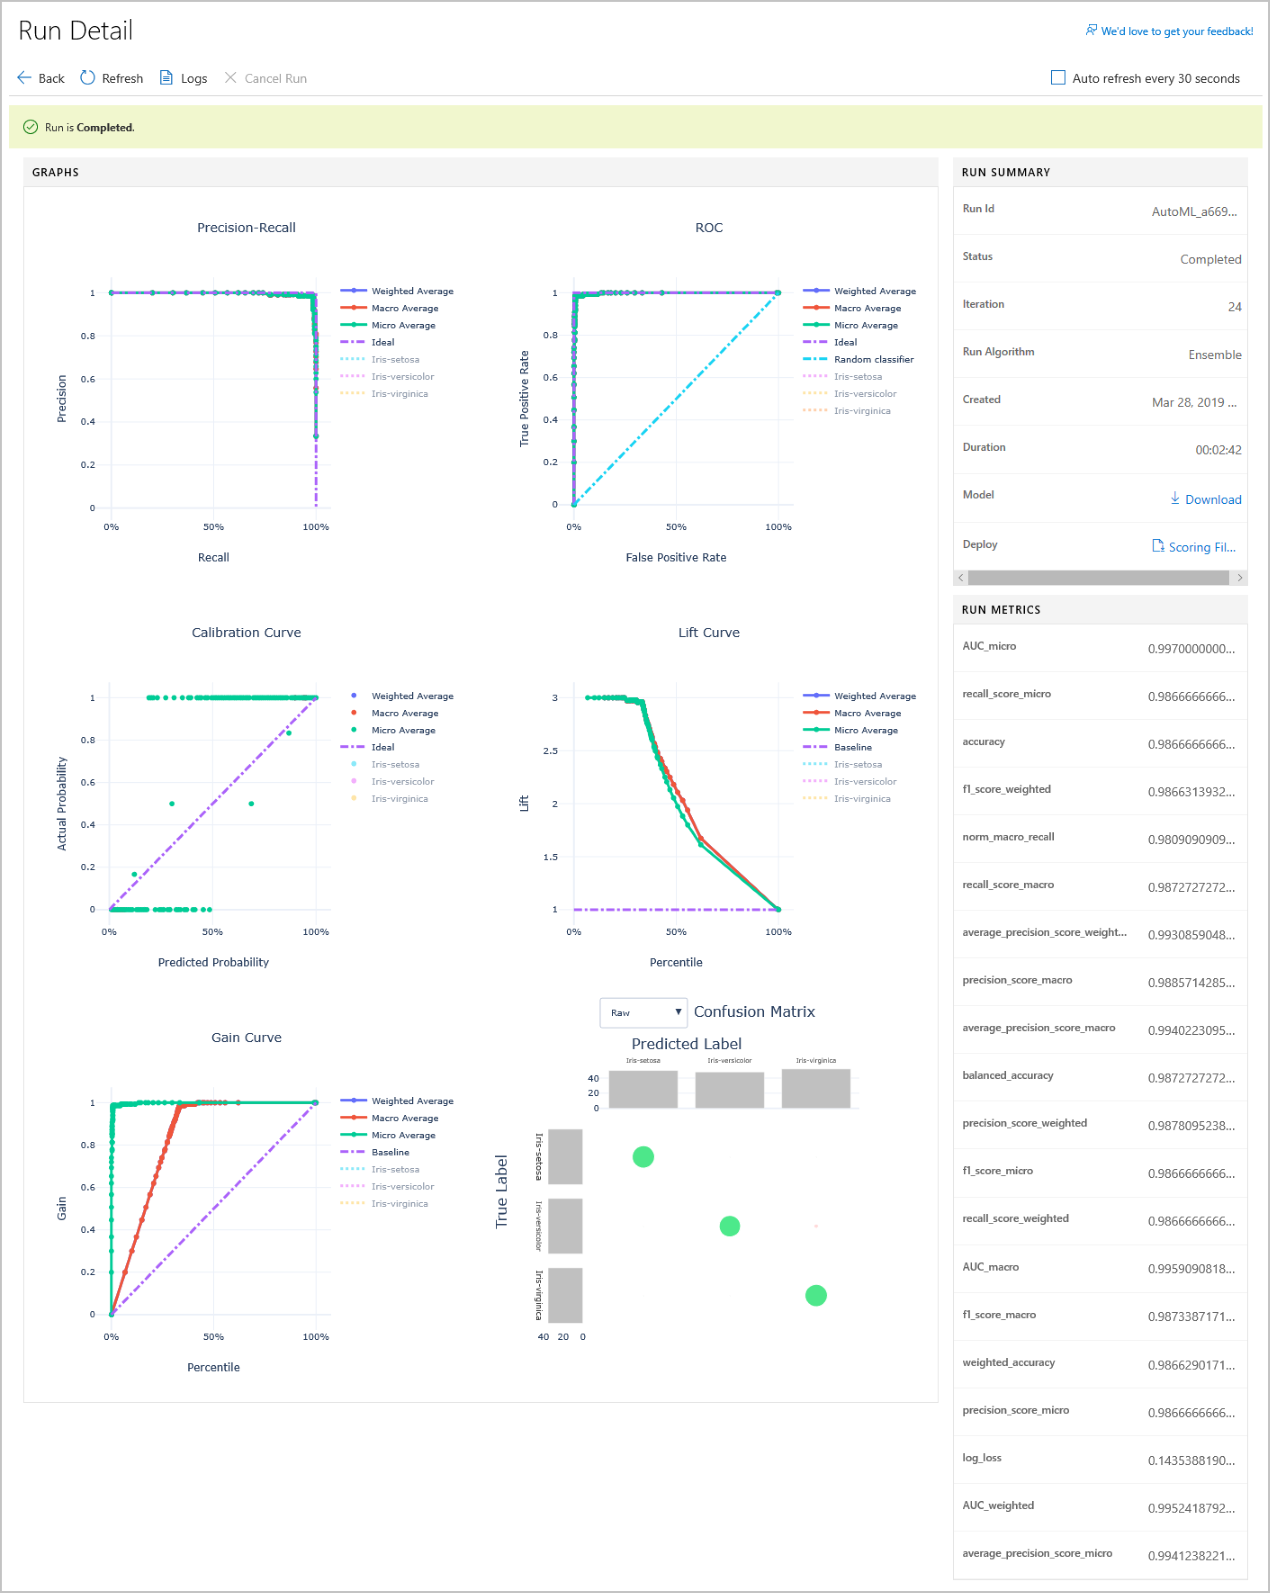 Run Detail
We'd love to get your feedback!
Back
Refresh
Logs
Cancel Run
Auto refresh every 30 seconds
Run is Completed.
GRAPHS
Precision-Recall
1
0.8
0.6
0.4
0.2
0
0%
50%
100%
Precision
Recall
Weighted Average
Macro Average
Micro Average
Ideal
Iris-setosa
Iris-versicolor
Iris-virginica
ROC
1
0.8
0.6
0.4
0.2
0
0%
50%
100%
True Positive Rate
False Positive Rate
Weighted Average
Macro Average
Micro Average
Ideal
Random classifier
Iris-setosa
Iris-versicolor
Iris-virginica
Calibration Curve
1
0.8
0.6
0.4
0.2
0
0%
50%
100%
Actual Probability
Predicted Probability
Weighted Average
Macro Average
Micro Average
Ideal
Iris-setosa
Iris-versicolor
Iris-virginica
Lift Curve
3
2.5
2
1.5
1
0%
50%
100%
Lift
Percentile
Weighted Average
Macro Average
Micro Average
Baseline
Iris-setosa
Iris-versicolor
Iris-virginica
Gain Curve
1
0.8
0.6
0.4
0.2
0
0%
50%
100%
Gain
Percentile
Weighted Average
Macro Average
Micro Average
Baseline
Iris-setosa
Iris-versicolor
Iris-virginica
Raw
Confusion Matrix
Predicted Label
Iris-setosa
Iris-versicolor
Iris-virginica
40
20
0
True Label
Iris-setosa
Iris-versicolor
Iris-virginica
40 20 0
RUN SUMMARY
Run Id AutoML_a669...
Status Completed
Iteration 24
Run Algorithm Ensemble
Created Mar 28, 2019 ...
Duration 00:02:42
Model Download
Deploy Scoring Fil...
RUN METRICS
AUC_micro 0.9970000000...
recall_score_micro 0.9866666666...
accuracy 0.9866666666...
f1_score_weighted 0.9866313932...
norm_macro_recall 0.9809090909...
recall_score_macro 0.9872727272...
average_precision_score_weight... 0.9930859048...
precision_score_macro 0.9885714285...
average_precision_score_macro 0.9940223095...
balanced_accuracy 0.9872727272...
precision_score_weighted 0.9878095238...
f1_score_micro 0.9866666666...
recall_score_weighted 0.9866666666...
AUC_macro 0.9959090818...
f1_score_macro 0.9873387171...
weighted_accuracy 0.9866290171...
precision_score_micro 0.9866666666...
log_loss 0.1435388190...
AUC_weighted 0.9952418792...
average_precision_score_micro 0.9941238221...